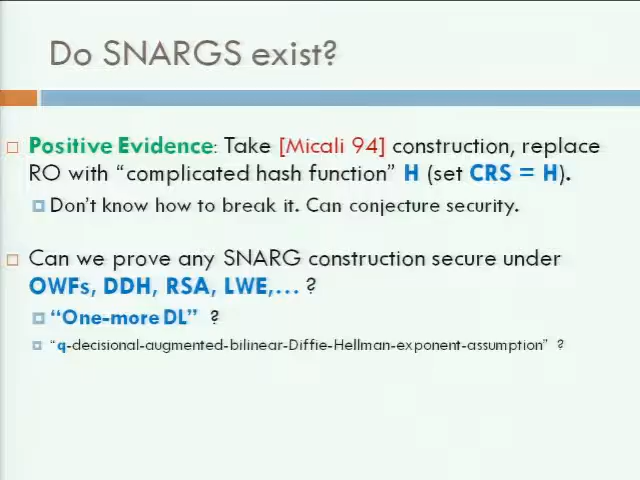 Do SNARGS exist?
Positive Evidence: Take [Micali 94] construction, replace
RO with “complicated hash function” H (set CRS = H).
Don’t know how to break it. Can conjecture security.
Can we prove any SNARG construction secure under
OWFs, DDH, RSA, LWE,… ?
“One-more DL” ?
“q-decisional-augmented-bilinear-Diffie-Hellman-exponent-assumption” ?